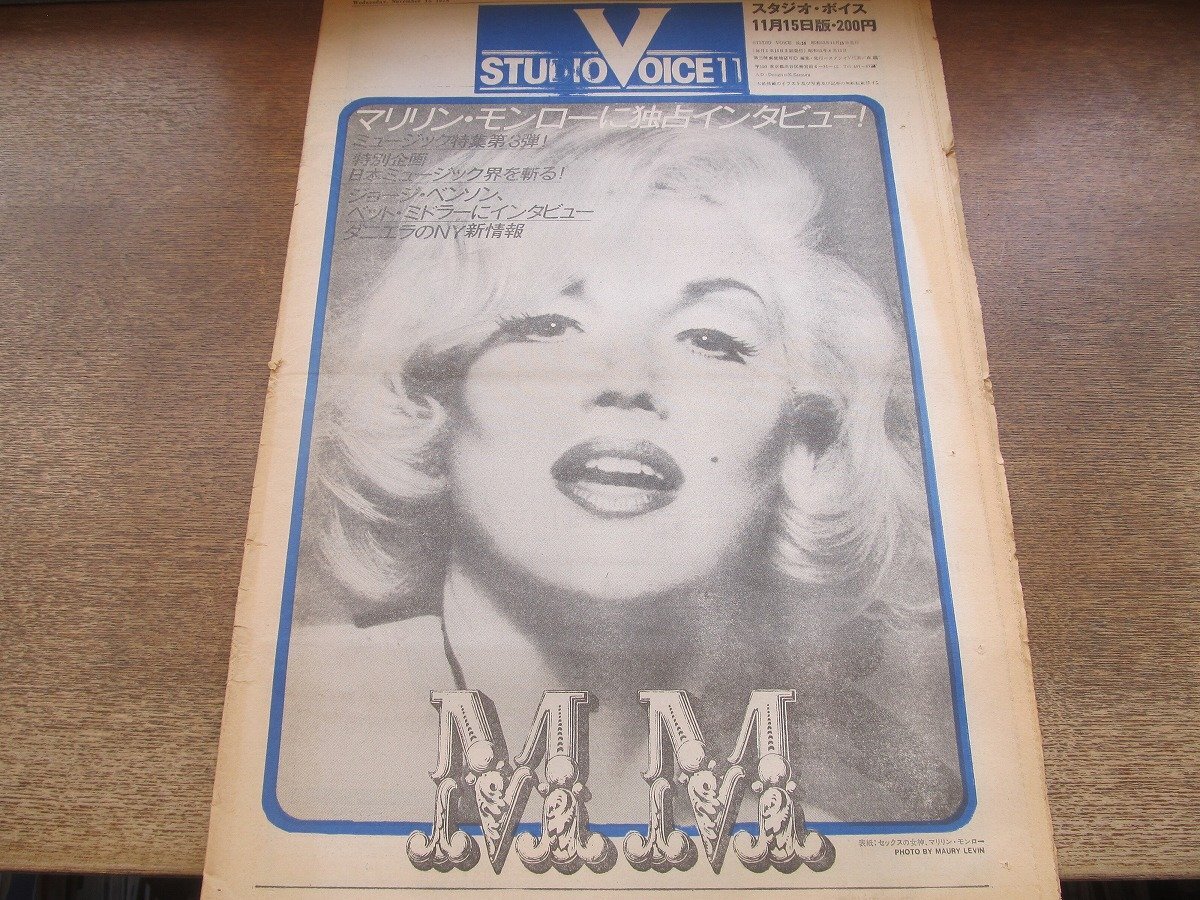 スタジオ・ボイス
11月15日版・200円
STUDIO VOICE 11
マリリン・モンローに独占インタビュー!
ミュージック特集第3弾!
特別企画
日本ミュージック界を斬る!
ジョージ・ベンソン、
ベット・ミドラーにインタビュー
ダニエラのNY新情報
MM
表紙:セックスの女神、マリリン・モンロー
PHOTO BY MAURY LEVIN